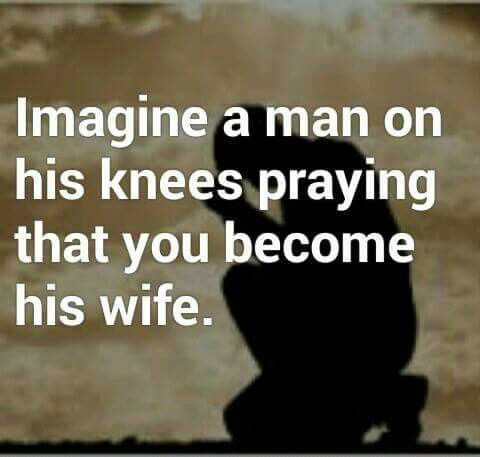 Imagine a man on
his knees praying
that you become
his wife.